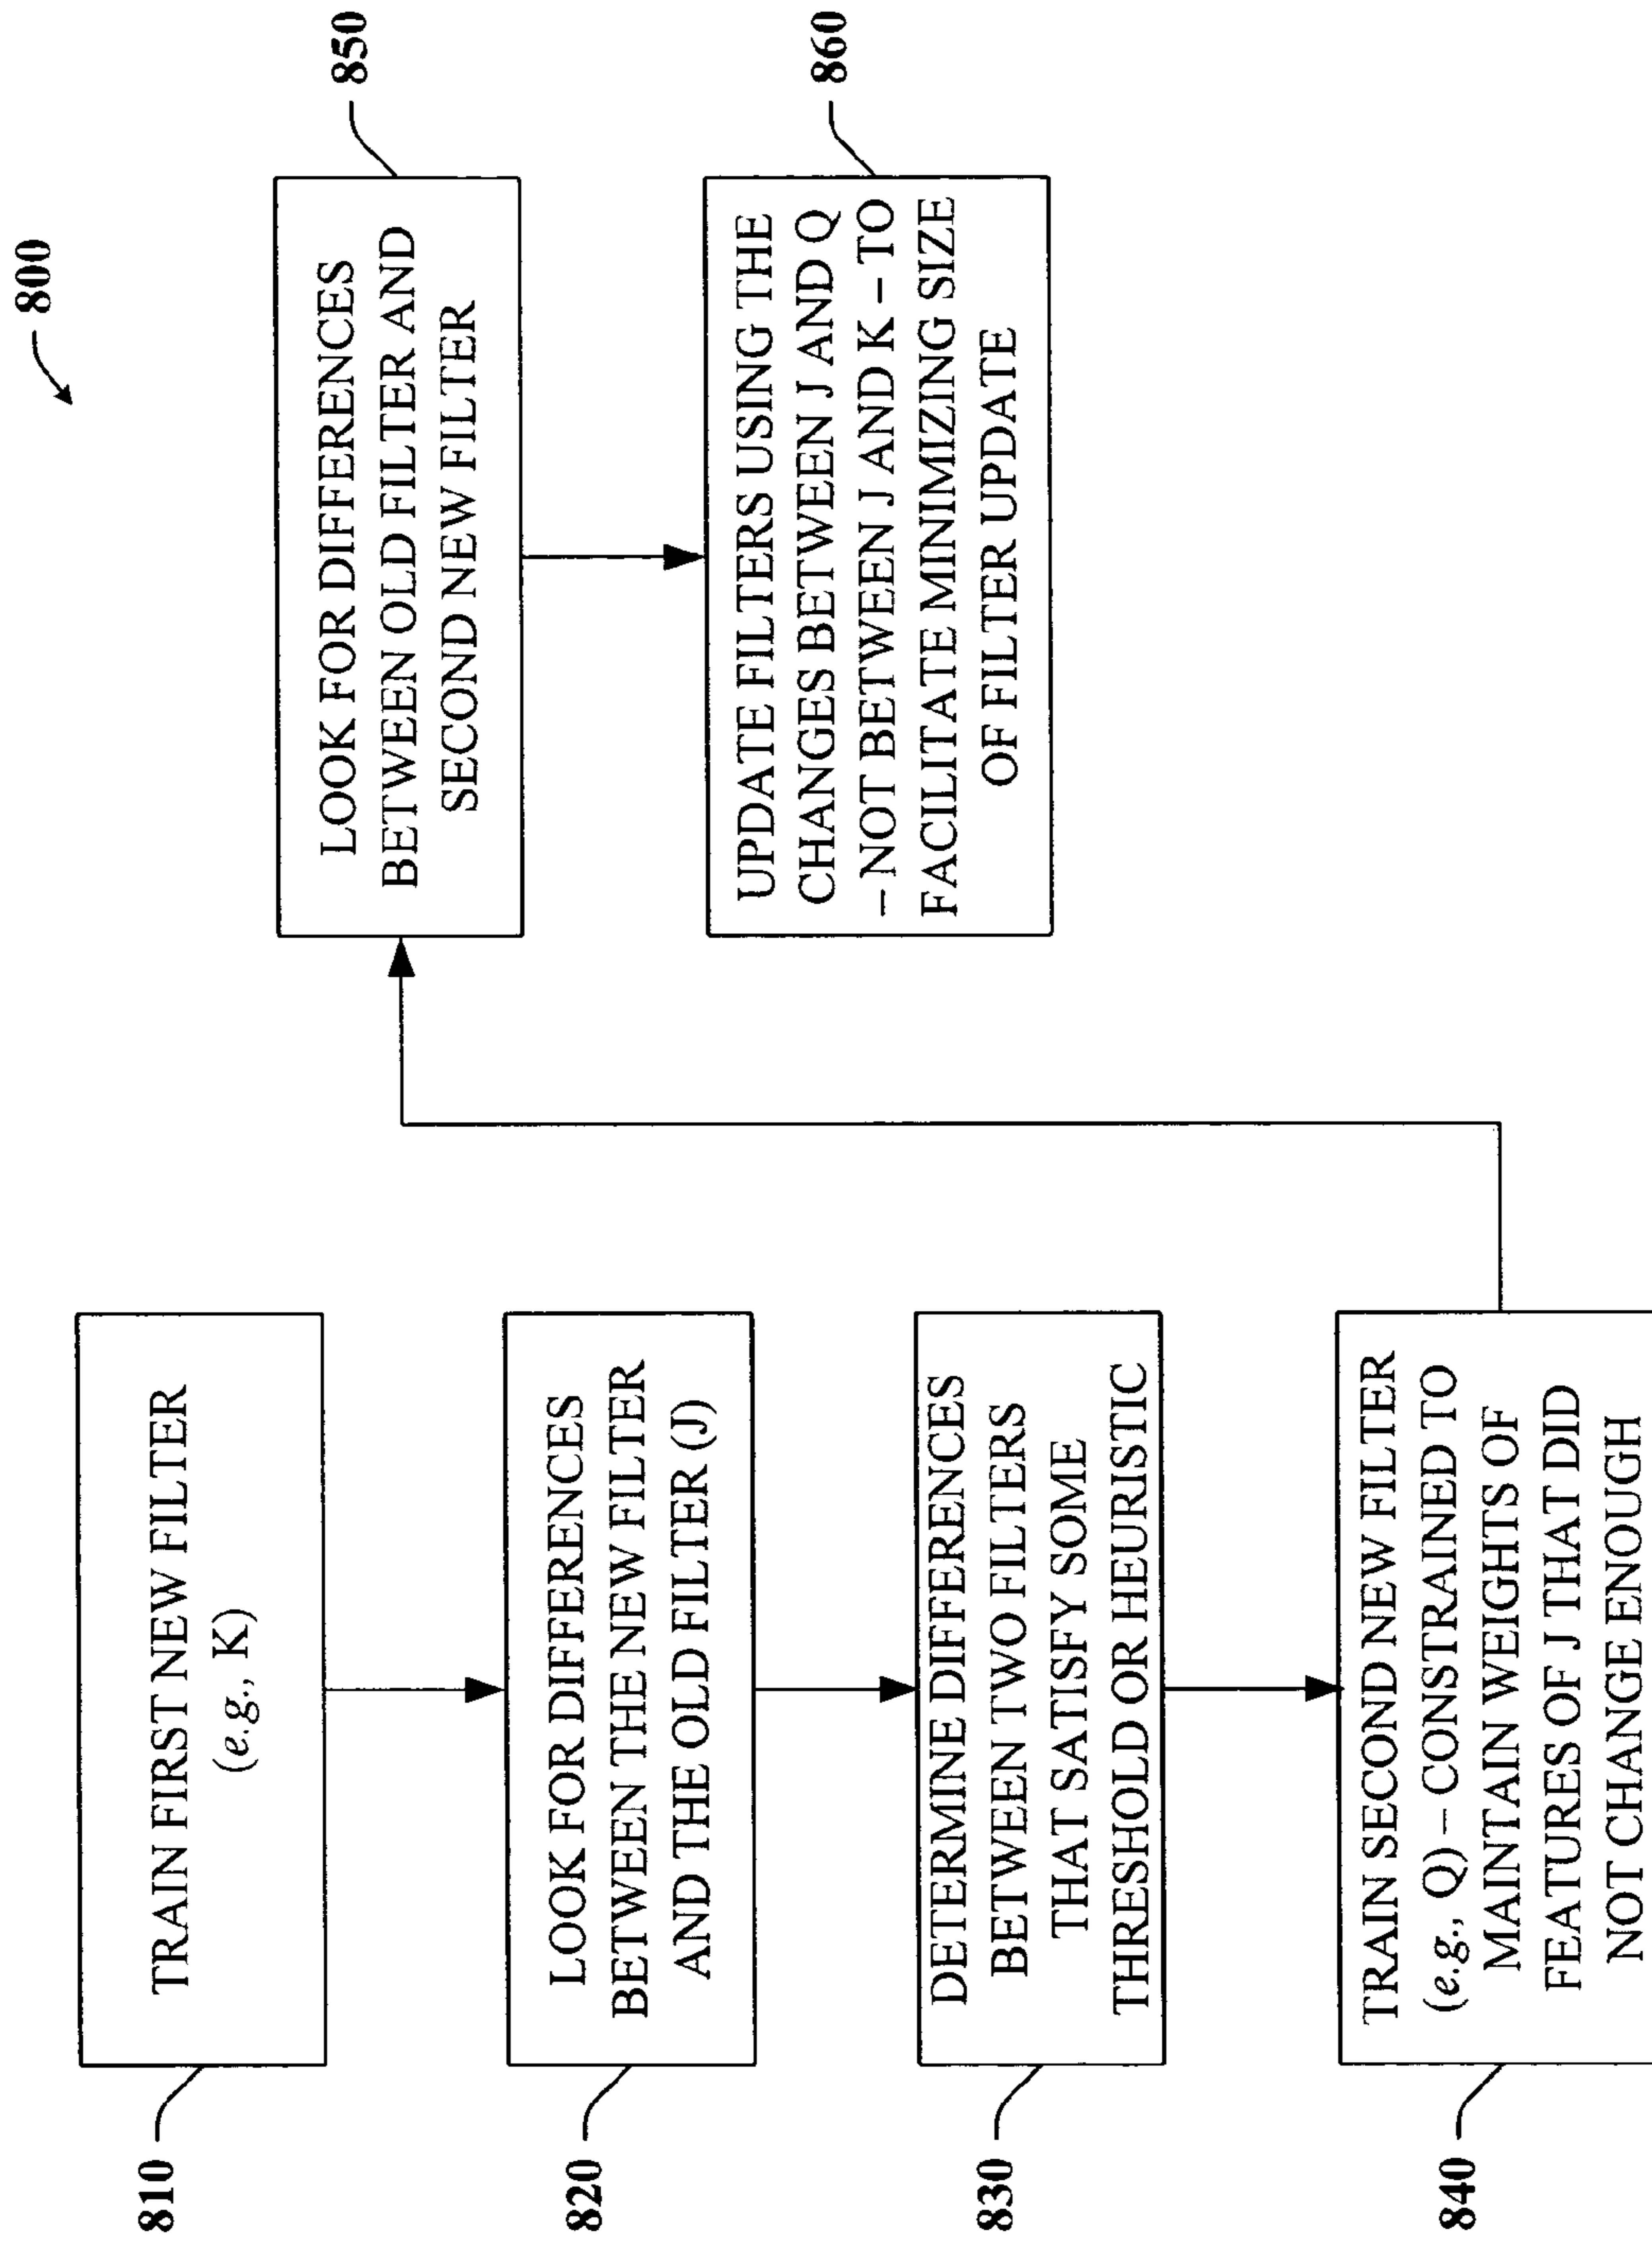 800
810
TRAIN FIRST NEW FILTER
(e.g., K)
820
LOOK FOR DIFFERENCES
BETWEEN THE NEW FILTER
AND THE OLD FILTER (J)
830
DETERMINE DIFFERENCES
BETWEEN TWO FILTERS
THAT SATISFY SOME
THRESHOLD OR HEURISTIC
840
TRAIN SECOND NEW FILTER
(e.g., Q) – CONSTRAINED TO
MAINTAIN WEIGHTS OF
FEATURES OF J THAT DID
NOT CHANGE ENOUGH
850
LOOK FOR DIFFERENCES
BETWEEN OLD FILTER AND
SECOND NEW FILTER
860
UPDATE FILTERS USING THE
CHANGES BETWEEN J AND Q
– NOT BETWEEN J AND K – TO
FACILITATE MINIMIZING SIZE
OF FILTER UPDATE